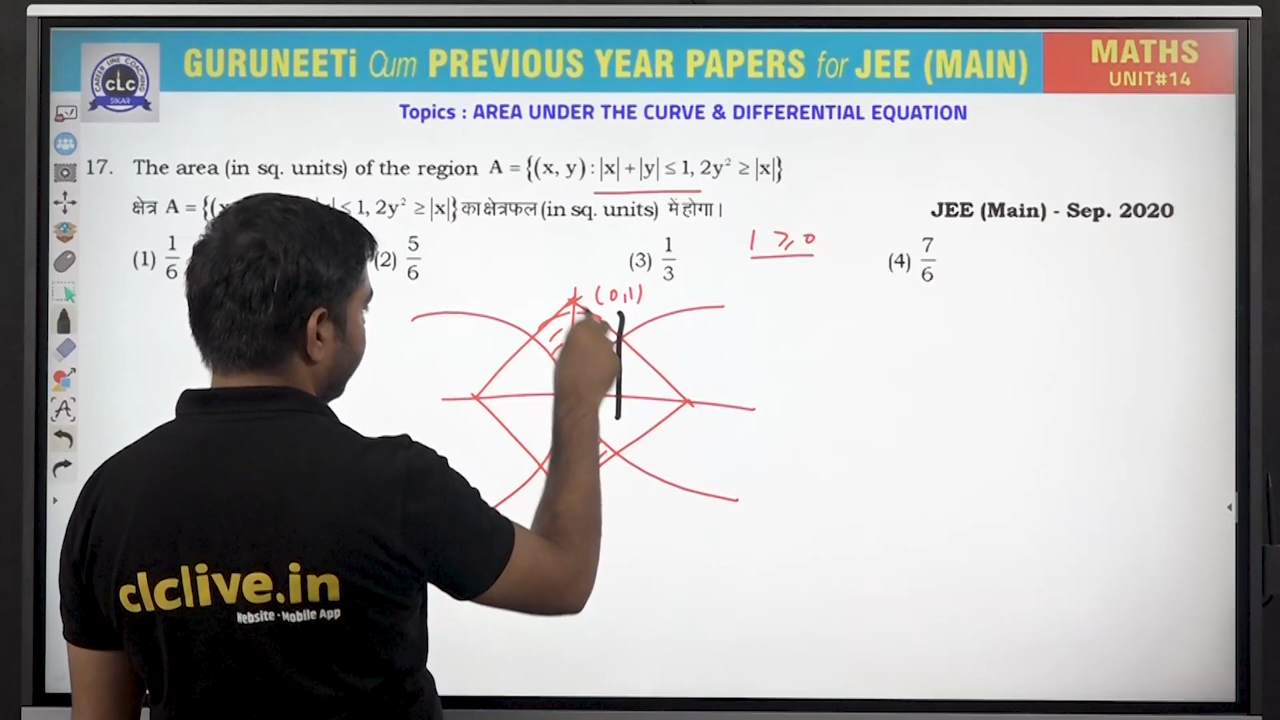 GURUNEETi Cum PREVIOUS YEAR PAPERS for JEE (MAIN)
MATHS
UNIT#14
CAREER LINE COACHING
CLC
SIKAR
Topics : AREA UNDER THE CURVE & DIFFERENTIAL EQUATION
17. The area (in sq. units) of the region A = {(x, y) : |x| + |y| ≤ 1, 2y² ≥ |x|}
क्षेत्र A = {(x ≤ 1, 2y² ≥ |x|} का क्षेत्रफल (in sq. units) में होगा।
JEE (Main) - Sep. 2020
(1) 1/6 (2) 5/6 (3) 1/3 (4) 7/6
1 ≥ 0
(0,1)
clclive.in
Website - Mobile App